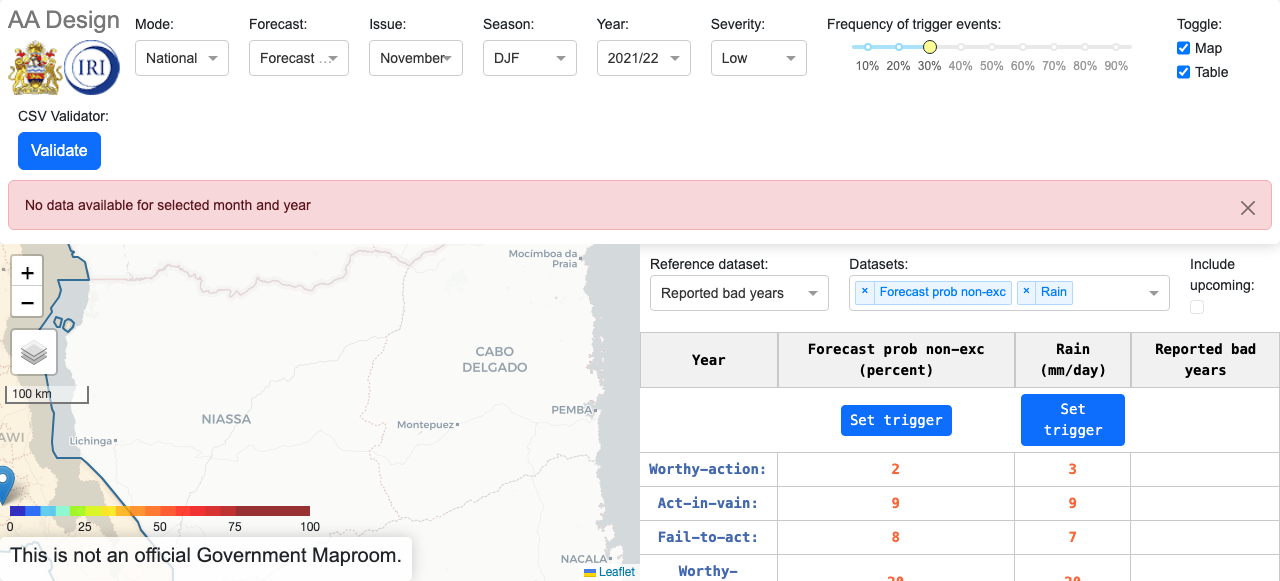 AA Design
IRI
Mode:
National
Forecast:
Forecast ...
Issue:
November
Season:
DJF
Year:
2021/22
Severity:
Low
Frequency of trigger events:
10% 20% 30% 40% 50% 60% 70% 80% 90%
Toggle:
Map
Table
CSV Validator:
Validate
No data available for selected month and year
+
−
100 km
Mocímboa da
Praia
CABO
DELGADO
NIASSA
PEMBA
Montepuez
Lichinga
AWI
NACALA
0 25 50 75 100
This is not an official Government Maproom.
Leaflet
Reference dataset:
Reported bad years
Datasets:
× Forecast prob non-exc × Rain
Include
upcoming:
Year
Forecast prob non-exc
(percent)
Rain
(mm/day)
Reported bad
years
Set trigger
Set
trigger
Worthy-action: 2 3
Act-in-vain: 9 9
Fail-to-act: 8 7
Worthy-